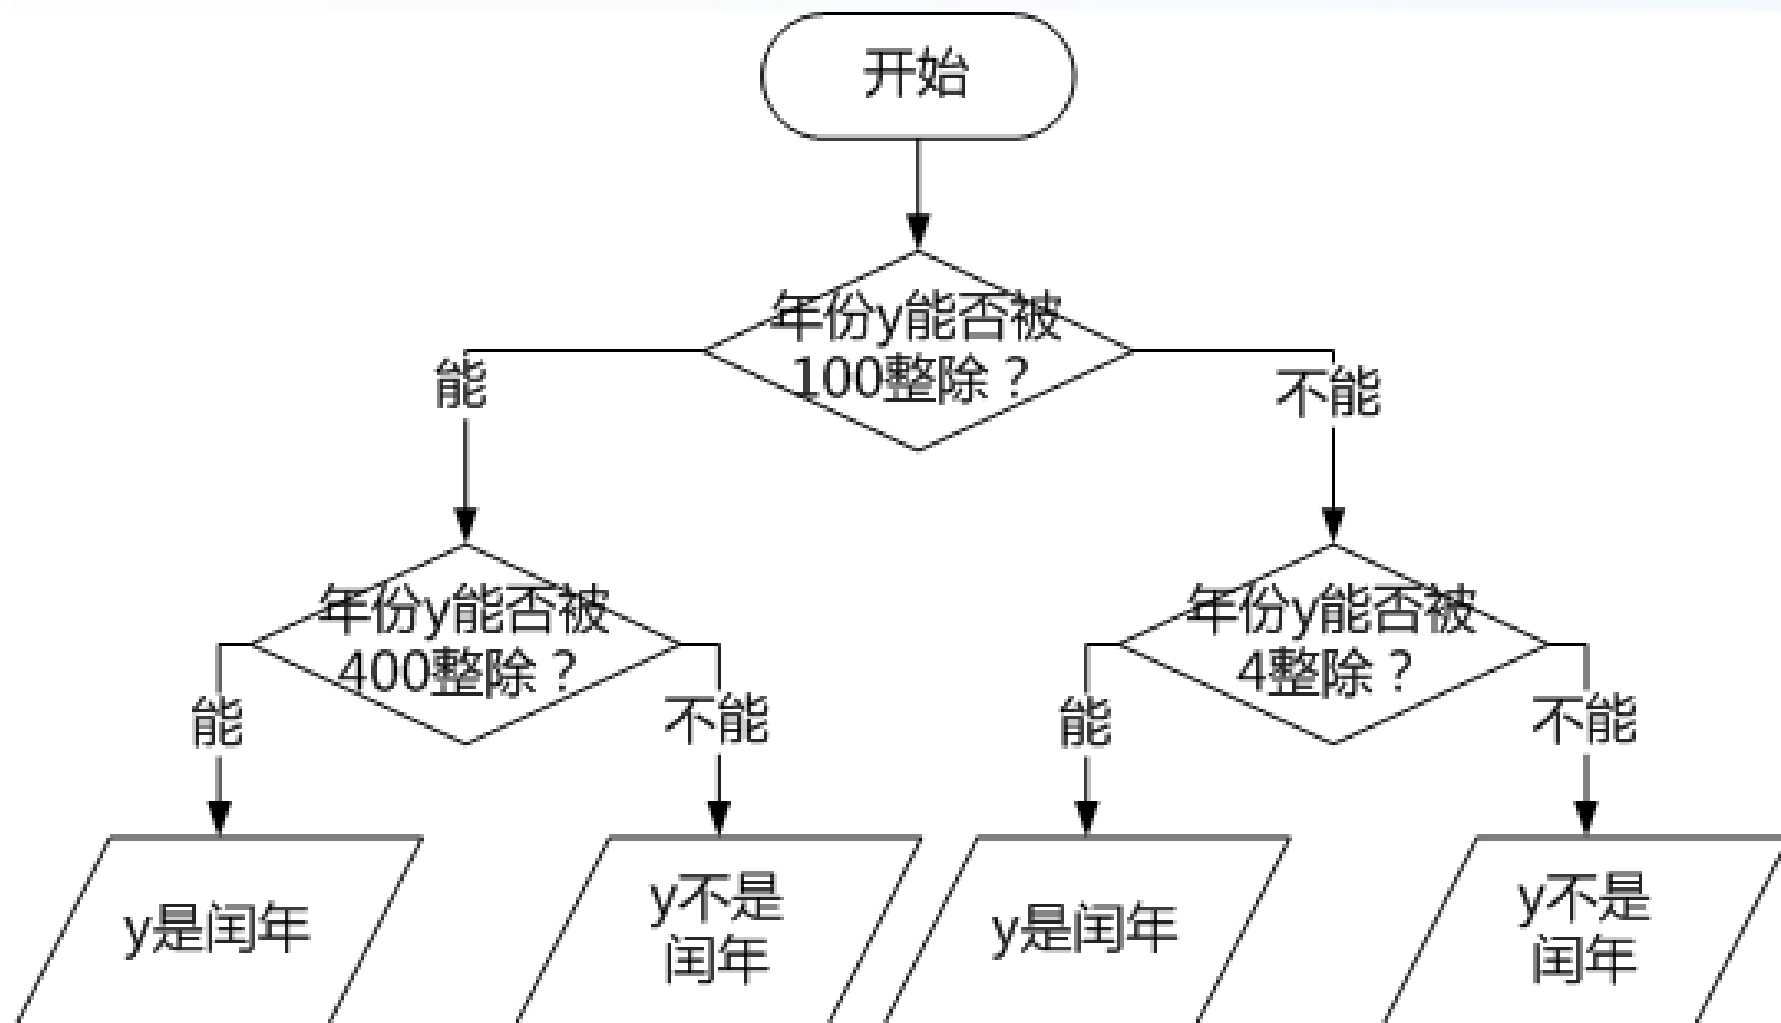 开始
年份y能否被
100整除？
能
不能
年份y能否被
400整除？
年份y能否被
4整除？
能
不能
能
不能
y是闰年
y不是
闰年
y是闰年
y不是
闰年